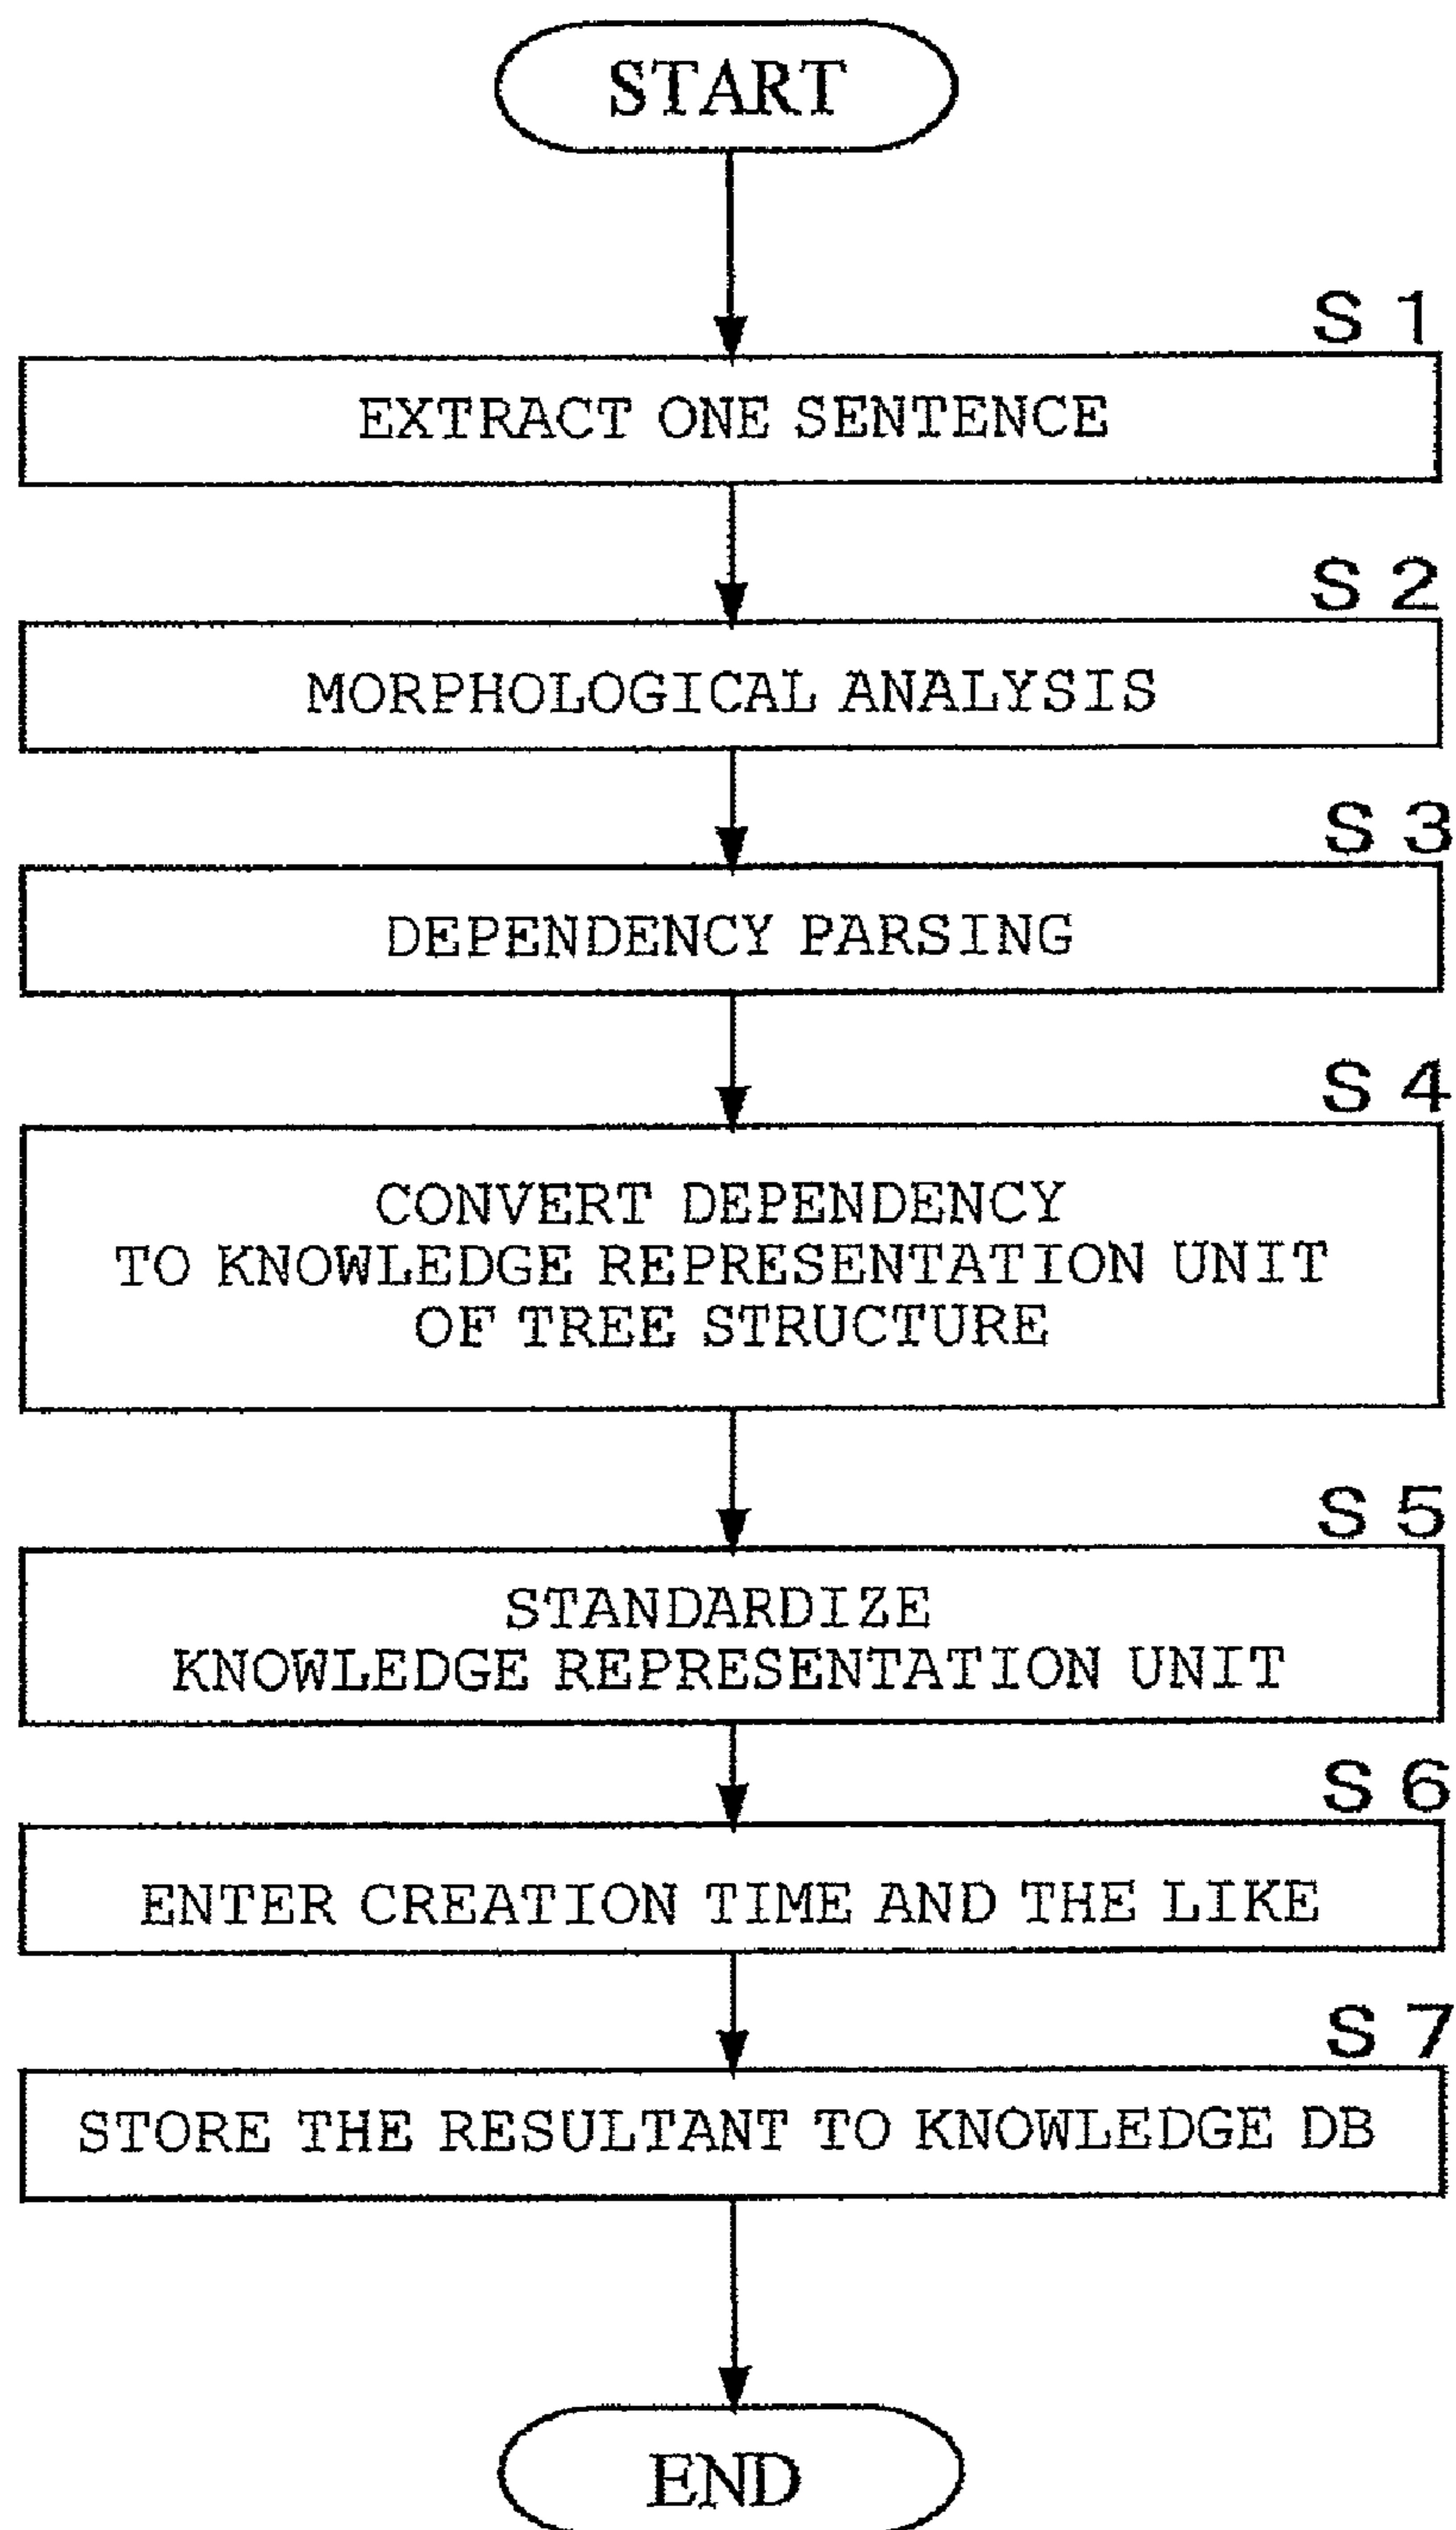 START
S 1
EXTRACT ONE SENTENCE
S 2
MORPHOLOGICAL ANALYSIS
S 3
DEPENDENCY PARSING
S 4
CONVERT DEPENDENCY
TO KNOWLEDGE REPRESENTATION UNIT
OF TREE STRUCTURE
S 5
STANDARDIZE
KNOWLEDGE REPRESENTATION UNIT
S 6
ENTER CREATION TIME AND THE LIKE
S 7
STORE THE RESULTANT TO KNOWLEDGE DB
END